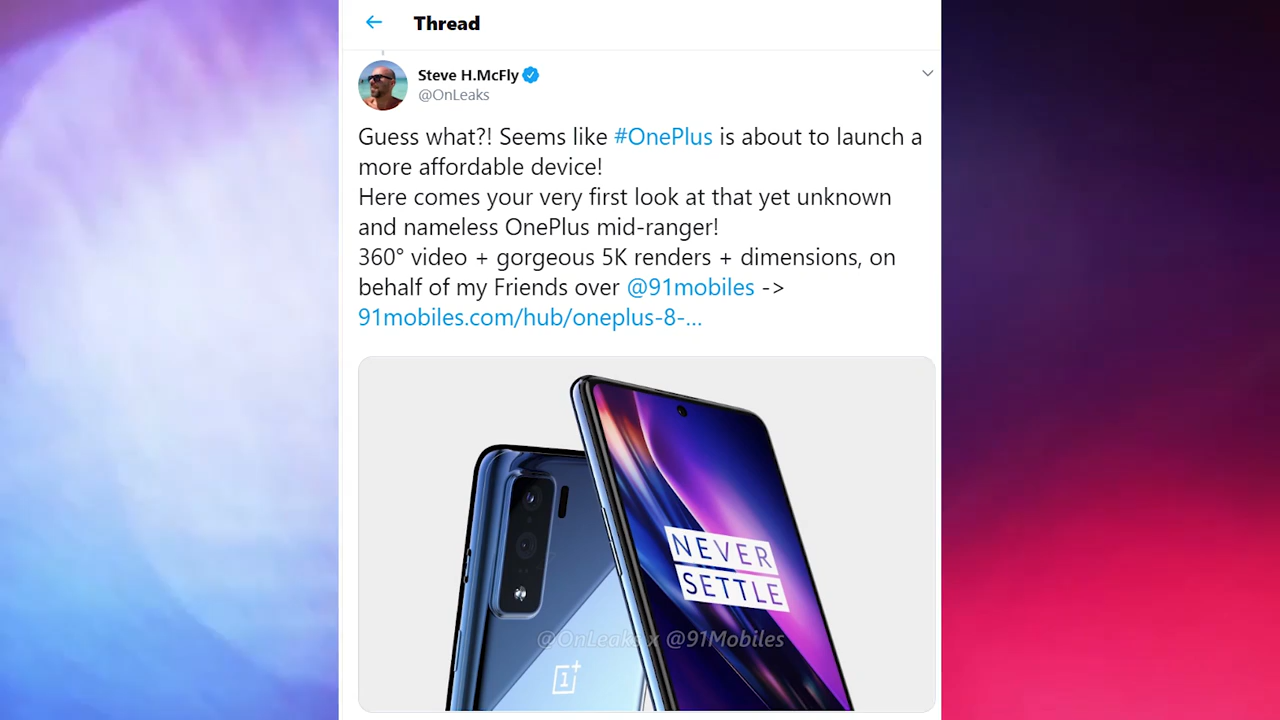 Thread
Steve H.McFly
@OnLeaks
Guess what?! Seems like #OnePlus is about to launch a
more affordable device!
Here comes your very first look at that yet unknown
and nameless OnePlus mid-ranger!
360° video + gorgeous 5K renders + dimensions, on
behalf of my Friends over @91mobiles ->
91mobiles.com/hub/oneplus-8-...
NEVER
SETTLE
@OnLeaks x @91Mobiles
1+